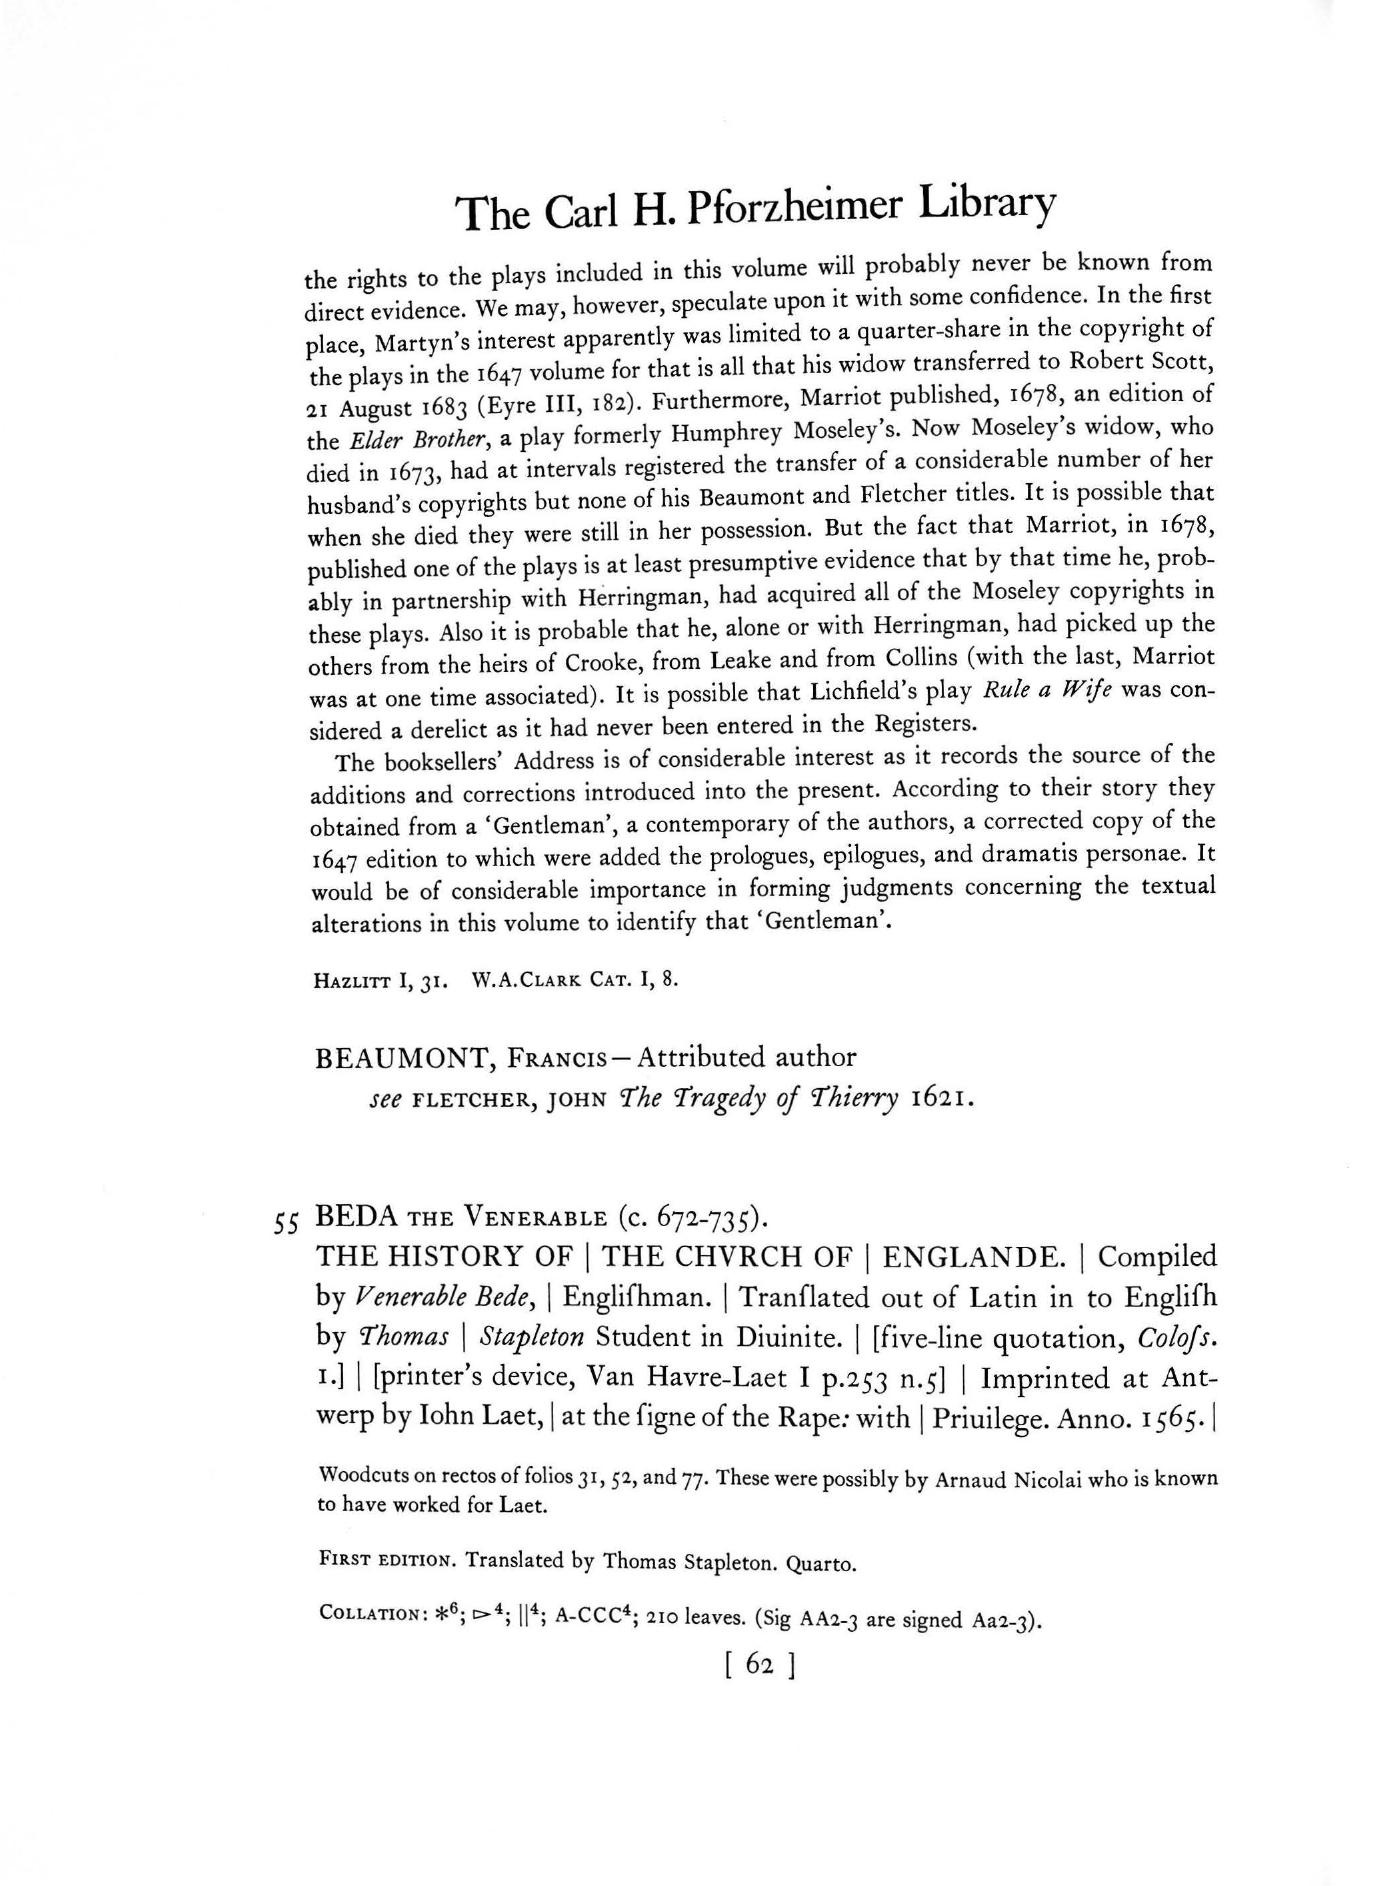 The Carl H. Pforzheimer Library
the rights to the plays included in this volume will probably never be known from
direct evidence. We may, however, speculate upon it with some confidence. In the first
place, Martyn's interest apparently was limited to a quarter-share in the copyright of
the plays in the 1647 volume for that is all that his widow transferred to Robert Scott,
21 August 1683 (Eyre III, 182). Furthermore, Marriot published, 1678, an edition of
the Elder Brother, a play formerly Humphrey Moseley's. Now Moseley's widow, who
died in 1673, had at intervals registered the transfer of a considerable number of her
husband's copyrights but none of his Beaumont and Fletcher titles. It is possible that
when she died they were still in her possession. But the fact that Marriot, in 1678,
published one of the plays is at least presumptive evidence that by that time he, prob-
ably in partnership with Herringman, had acquired all of the Moseley copyrights in
these plays. Also it is probable that he, alone or with Herringman, had picked up the
others from the heirs of Crooke, from Leake and from Collins (with the last, Marriot
was at one time associated). It is possible that Lichfield's play Rule a Wife was con-
sidered a derelict as it had never been entered in the Registers.
The booksellers' Address is of considerable interest as it records the source of the
additions and corrections introduced into the present. According to their story they
obtained from a 'Gentleman', a contemporary of the authors, a corrected copy of the
1647 edition to which were added the prologues, epilogues, and dramatis personae. It
would be of considerable importance in forming judgments concerning the textual
alterations in this volume to identify that 'Gentleman'.
HAZLITT I, 31. W.A.CLARK CAT. I, 8.
BEAUMONT, FRANCIS—Attributed author
see FLETCHER, JOHN The Tragedy of Thierry 1621.
55 BEDA THE VENERABLE (c. 672-735).
THE HISTORY OF | THE CHVRCH OF | ENGLANDE. | Compiled
by Venerable Bede, | Engliſhman. | Tranſlated out of Latin in to Engliſh
by Thomas | Stapleton Student in Diuinite. | [five-line quotation, Coloſs.
1.] | [printer's device, Van Havre-Laet I p.253 n.5] | Imprinted at Ant-
werp by Iohn Laet, | at the ſigne of the Rape: with | Priuilege. Anno. 1565. |
Woodcuts on rectos of folios 31, 52, and 77. These were possibly by Arnaud Nicolai who is known
to have worked for Laet.
FIRST EDITION. Translated by Thomas Stapleton. Quarto.
COLLATION: *⁶; ▻⁴; ||⁴; A-CCC⁴; 210 leaves. (Sig AA2-3 are signed Aa2-3).
[ 62 ]